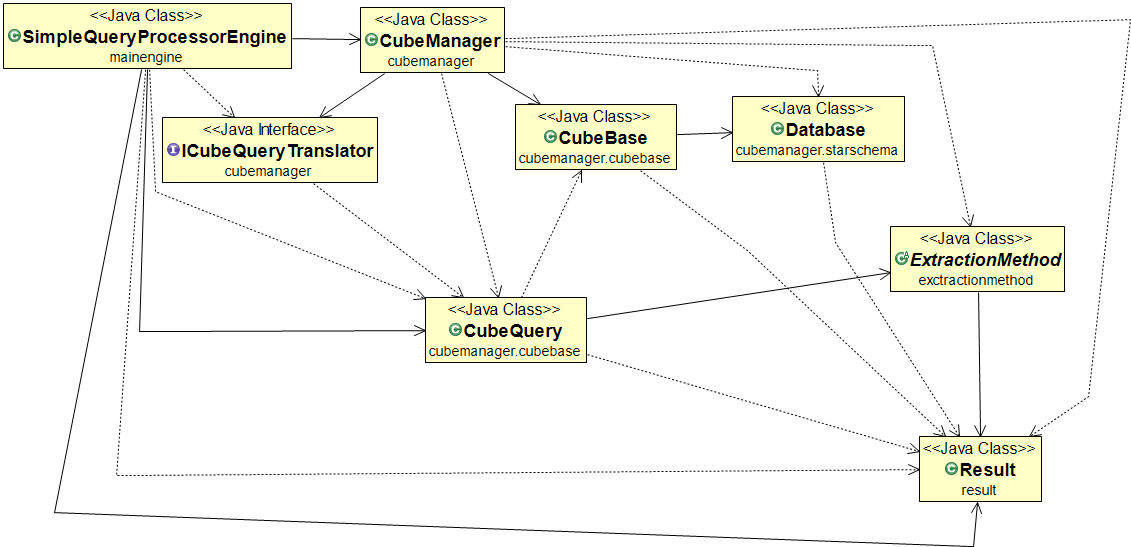 <<Java Class>>
SimpleQueryProcessorEngine
mainengine
<<Java Class>>
CubeManager
cubemanager
<<Java Interface>>
ICubeQueryTranslator
cubemanager
<<Java Class>>
CubeBase
cubemanager.cubebase
<<Java Class>>
Database
cubemanager.starschema
<<Java Class>>
ExtractionMethod
exctractionmethod
<<Java Class>>
CubeQuery
cubemanager.cubebase
<<Java Class>>
Result
result